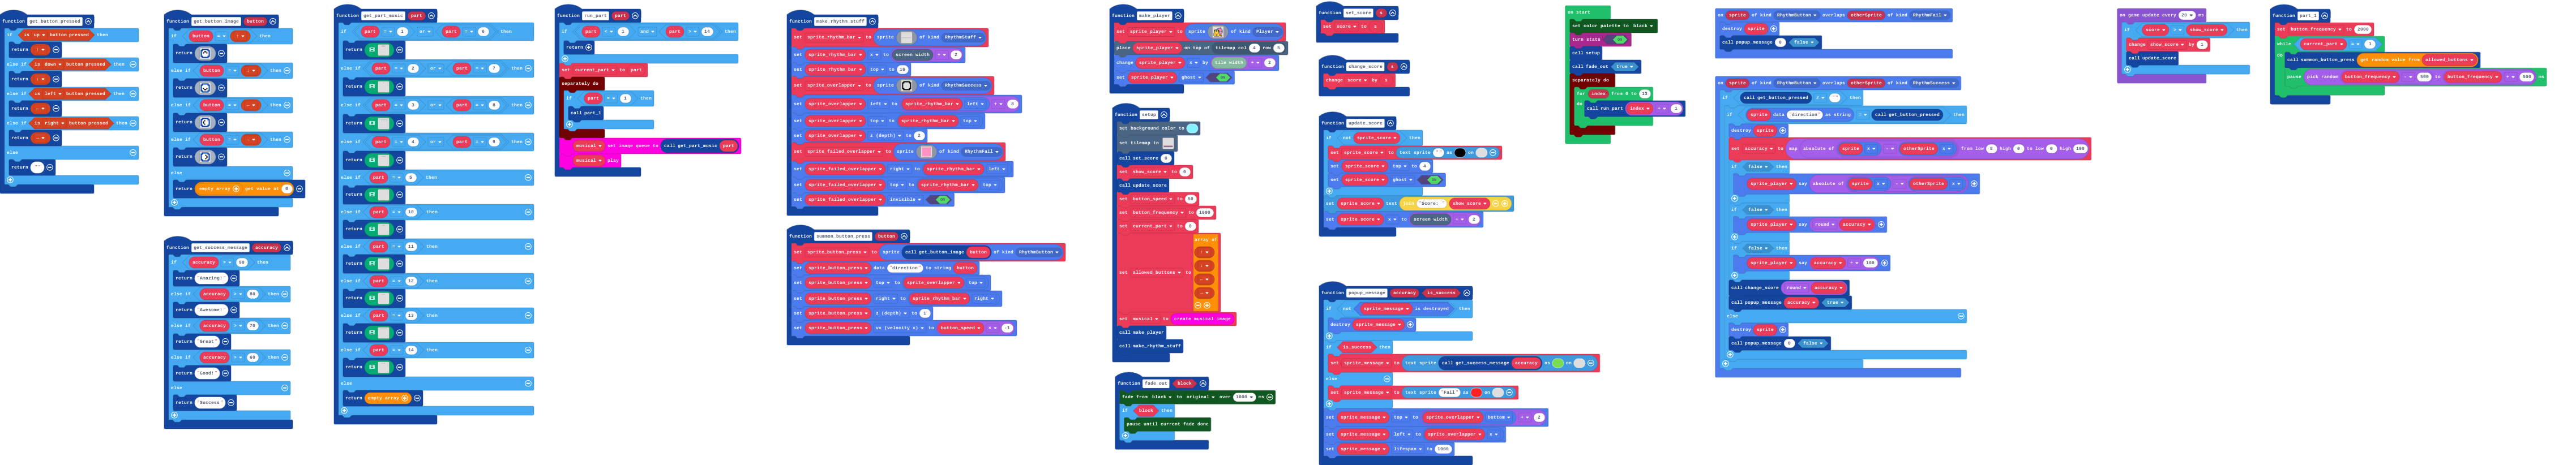 function get_button_pressed
if is up button pressed then
return
else if is down button pressed then
return
else if is left button pressed then
return
else if is right button pressed then
return
else
return " "
function get_button_image button
if button = then
return
else if button = then
return
else if button = then
return
else if button = then
return
else
return empty array get value at 0
function get_success_message accuracy
if accuracy > 90 then
return "Amazing!"
else if accuracy > 80 then
return "Awesome!"
else if accuracy > 70 then
return "Great"
else if accuracy > 60 then
return "Good!"
else
return "Success"
function get_part_music part
if part = 1 or part = 6 then
return
else if part = 2 or part = 7 then
return
else if part = 3 or part = 8 then
return
else if part = 4 or part = 9 then
return
else if part = 5 then
return
else if part = 10 then
return
else if part = 11 then
return
else if part = 12 then
return
else if part = 13 then
return
else if part = 14 then
return
else
return empty array
function run_part part
if part < 1 and part > 14 then
return
set current_part to part
separately do
if part = 1 then
call part_1
musical set image queue to call get_part_music part
musical play
function make_rhythm_stuff
set sprite_rhythm_bar to sprite of kind RhythmStuff
set sprite_rhythm_bar x to screen width ÷ 2
set sprite_rhythm_bar top to 16
set sprite_overlapper to sprite of kind RhythmSuccess
set sprite_overlapper left to sprite_rhythm_bar left + 8
set sprite_overlapper top to sprite_rhythm_bar top
set sprite_overlapper z (depth) to 2
set sprite_failed_overlapper to sprite of kind RhythmFail
set sprite_failed_overlapper right to sprite_rhythm_bar left
set sprite_failed_overlapper top to sprite_rhythm_bar top
set sprite_failed_overlapper invisible
function summon_button_press button
set sprite_button_press to sprite call get_button_image button of kind RhythmButton
set sprite_button_press data "direction" to string button
set sprite_button_press top to sprite_overlapper top
set sprite_button_press right to sprite_rhythm_bar right
set sprite_button_press z (depth) to 1
set sprite_button_press vx (velocity x) to button_speed × -1
function make_player
set sprite_player to sprite of kind Player
place sprite_player on top of tilemap col 4 row 5
change sprite_player x by tile width ÷ 2
set sprite_player ghost
function setup
set background color to
set tilemap to
call set_score 0
set show_score to 0
call update_score
set button_speed to 50
set button_frequency to 1000
set current_part to 0
set allowed_buttons to array of
set musical to create musical image
call make_player
call make_rhythm_stuff
function fade_out block
fade from black to original over 1000 ms
if block then
pause until current fade done
function set_score s
set score to s
function change_score s
change score by s
function update_score
if not sprite_score then
set sprite_score to text sprite as on
set sprite_score top to 4
set sprite_score ghost
set sprite_score text join "Score: " show_score
set sprite_score x to screen width ÷ 2
function popup_message accuracy is_success
if not sprite_message is destroyed then
destroy sprite_message
if is_success then
set sprite_message to text sprite call get_success_message accuracy as on
else
set sprite_message to text sprite "Fail" as on
set sprite_message top to sprite_overlapper bottom + 2
set sprite_message left to sprite_overlapper x
set sprite_message lifespan to 1000
on start
set color palette to black
turn stats
call setup
call fade_out true
separately do
for index from 0 to 13
do call run_part index + 1
on sprite of kind RhythmButton overlaps otherSprite of kind RhythmFail
destroy sprite
call popup_message 0 false
on sprite of kind RhythmButton overlaps otherSprite of kind RhythmSuccess
if call get_button_pressed ≠ " " then
if sprite data "direction" as string = call get_button_pressed then
destroy sprite
set accuracy to map absolute of sprite x - otherSprite x from low 8 high 0 to low 0 high 100
if false then
sprite_player say absolute of sprite x - otherSprite x
if false then
sprite_player say round accuracy
if false then
sprite_player say accuracy = 100
call change_score round accuracy
call popup_message accuracy true
else
destroy sprite
call popup_message 0 false
on game update every 20 ms
if score > show_score then
change show_score by 2
call update_score
function part_1
set button_frequency to 2000
while current_part = 1
do call summon_button_press get random value from allowed_buttons
pause pick random button_frequency - 500 to button_frequency + 500 ms